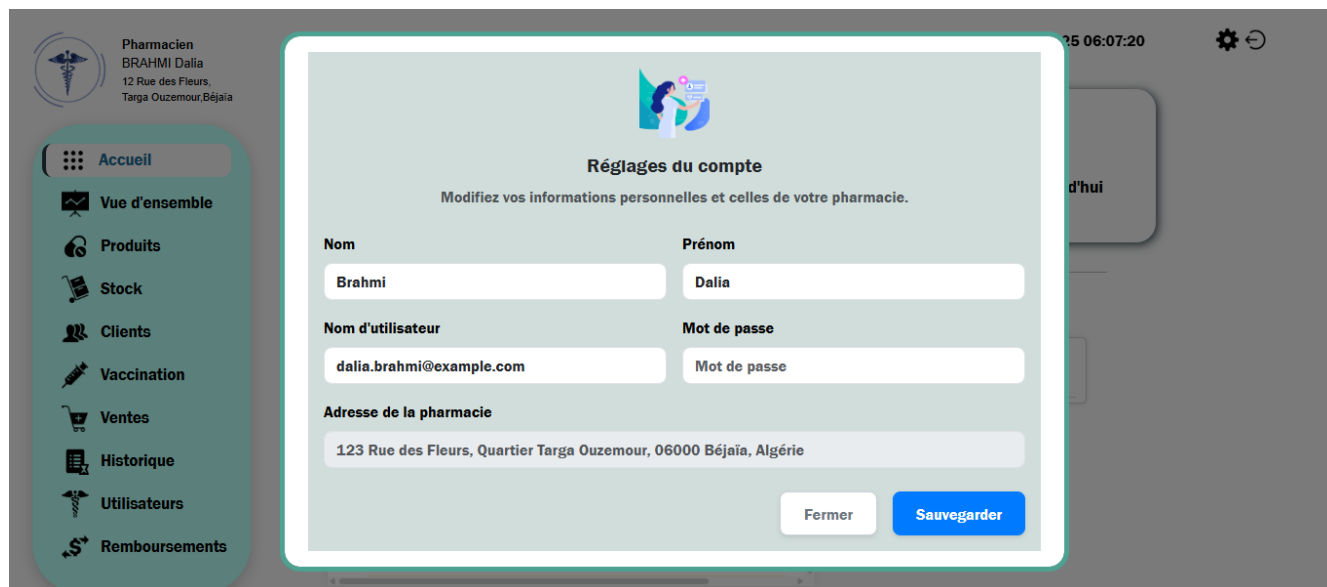 Pharmacien
BRAHMI Dalia
12 Rue des Fleurs,
Targa Ouzemour,Béjaïa
25 06:07:20
Accueil
Vue d'ensemble
Produits
Stock
Clients
Vaccination
Ventes
Historique
Utilisateurs
Remboursements
Réglages du compte
Modifiez vos informations personnelles et celles de votre pharmacie.
Nom
Prénom
Brahmi
Dalia
Nom d'utilisateur
Mot de passe
dalia.brahmi@example.com
Mot de passe
Adresse de la pharmacie
123 Rue des Fleurs, Quartier Targa Ouzemour, 06000 Béjaïa, Algérie
Fermer
Sauvegarder
d'hui